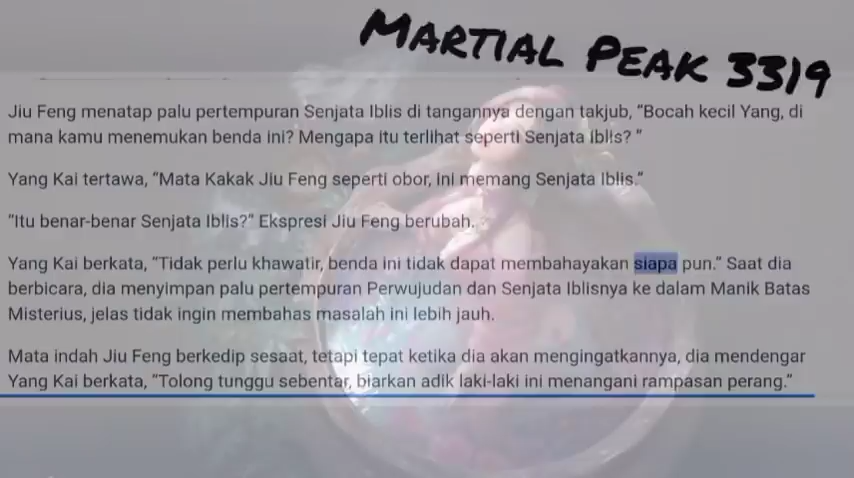 MARTIAL PEAK 3319
Jiu Feng menatap palu pertempuran Senjata Iblis di tangannya dengan takjub, “Bocah kecil Yang, di
mana kamu menemukan benda ini? Mengapa itu terlihat seperti Senjata Iblis? ”
Yang Kai tertawa, “Mata Kakak Jiu Feng seperti obor, ini memang Senjata Iblis.”
“Itu benar-benar Senjata Iblis?” Ekspresi Jiu Feng berubah.
Yang Kai berkata, “Tidak perlu khawatir, benda ini tidak dapat membahayakan siapa pun.” Saat dia
berbicara, dia menyimpan palu pertempuran Perwujudan dan Senjata Iblisnya ke dalam Manik Batas
Misterius, jelas tidak ingin membahas masalah ini lebih jauh.
Mata indah Jiu Feng berkedip sesaat, tetapi tepat ketika dia akan mengingatkannya, dia mendengar
Yang Kai berkata, “Tolong tunggu sebentar, biarkan adik laki-laki ini menangani rampasan perang.”